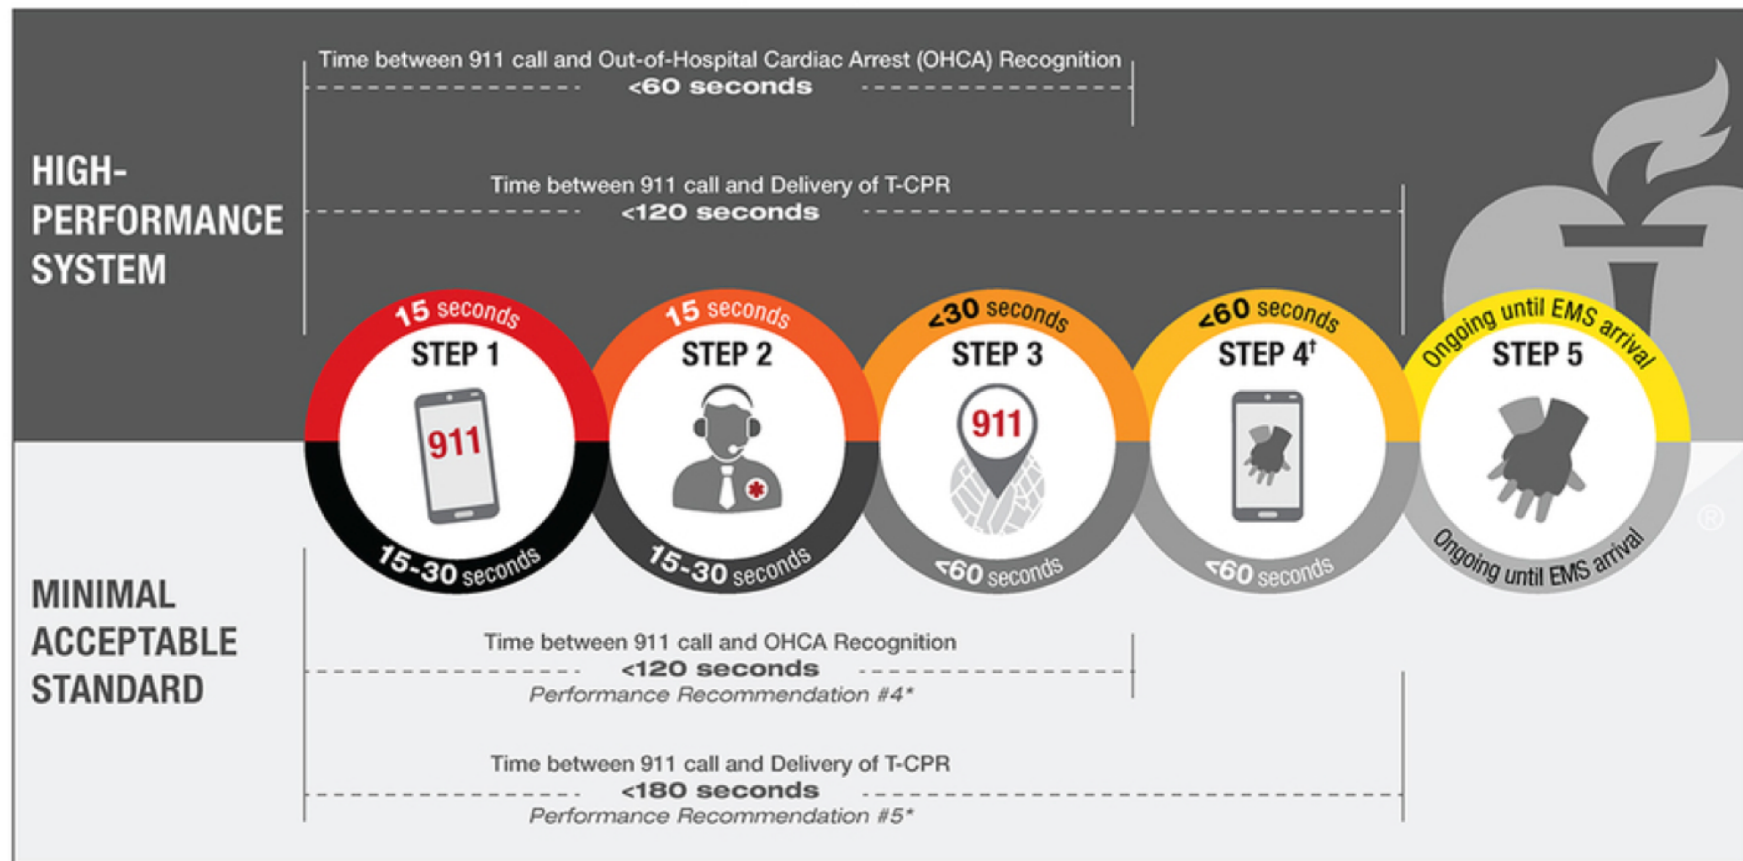 Time between 911 call and Out-of-Hospital Cardiac Arrest (OHCA) Recognition
<60 seconds
HIGH-
PERFORMANCE
SYSTEM
Time between 911 call and Delivery of T-CPR
<120 seconds
15 seconds
STEP 1
911
15-30 seconds
15 seconds
STEP 2
15-30 seconds
<30 seconds
STEP 3
911
<60 seconds
<60 seconds
STEP 4†
<60 seconds
Ongoing until EMS arrival
STEP 5
Ongoing until EMS arrival
®
MINIMAL
ACCEPTABLE
STANDARD
Time between 911 call and OHCA Recognition
<120 seconds
Performance Recommendation #4*
Time between 911 call and Delivery of T-CPR
<180 seconds
Performance Recommendation #5*